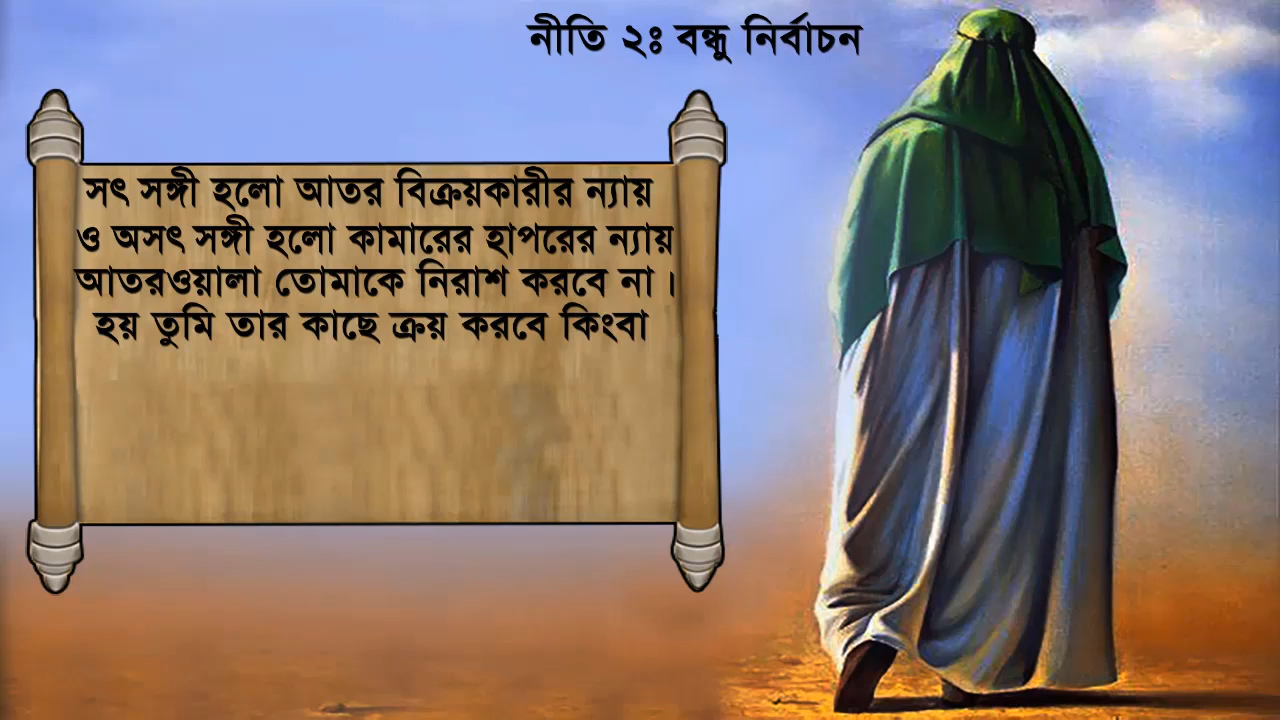 নীতি ২ঃ বন্ধু নির্বাচন
সৎ সঙ্গী হলো আতর বিক্রয়কারীর ন্যায়
ও অসৎ সঙ্গী হলো কামারের হাপরের ন্যায়
আতরওয়ালা তোমাকে নিরাশ করবে না।
হয় তুমি তার কাছে ক্রয় করবে কিংবা